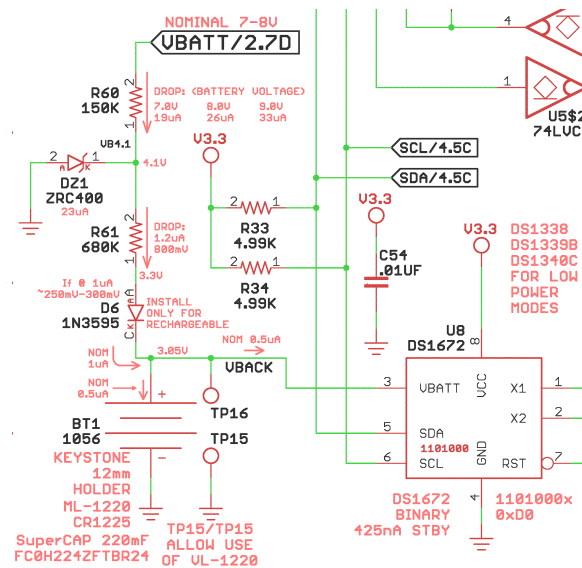 NOMINAL 7-8V
VBATT/2.7D
R60
150K
2
1
DROP: (BATTERY VOLTAGE)
7.0V 8.0V 9.0V
19uA 26uA 33uA
VB4.1
4.1V
2
1
A
K
DZ1
ZRC400
23uA
R61
680K
2
1
DROP:
1.2uA
800mV
3.3V
If @ 1uA
~250mV-300mV
D6
1N3595
A
A
K
C
INSTALL
ONLY FOR
RECHARGEABLE
NOM
1uA
3.05V
NOM 0.5uA
VBACK
NOM
0.5uA
+
-
BT1
1056
KEYSTONE
12mm
HOLDER
ML-1220
CR1225
SuperCAP 220mF
FC0H224ZFTBR24
TP16
TP15
TP15/TP15
ALLOW USE
OF VL-1220
V3.3
2
1
R33
4.99K
2
1
R34
4.99K
SCL/4.5C
SDA/4.5C
V3.3
C54
.01UF
4
1
U5$2
74LVC
V3.3
DS1338
DS1339B
DS1340C
FOR LOW
POWER
MODES
U8
DS1672
8
VCC
3
VBATT
X1
1
X2
2
5
SDA
1101000
6
SCL
GND
RST
7
4
DS1672
BINARY
425nA STBY
1101000x
0xD0